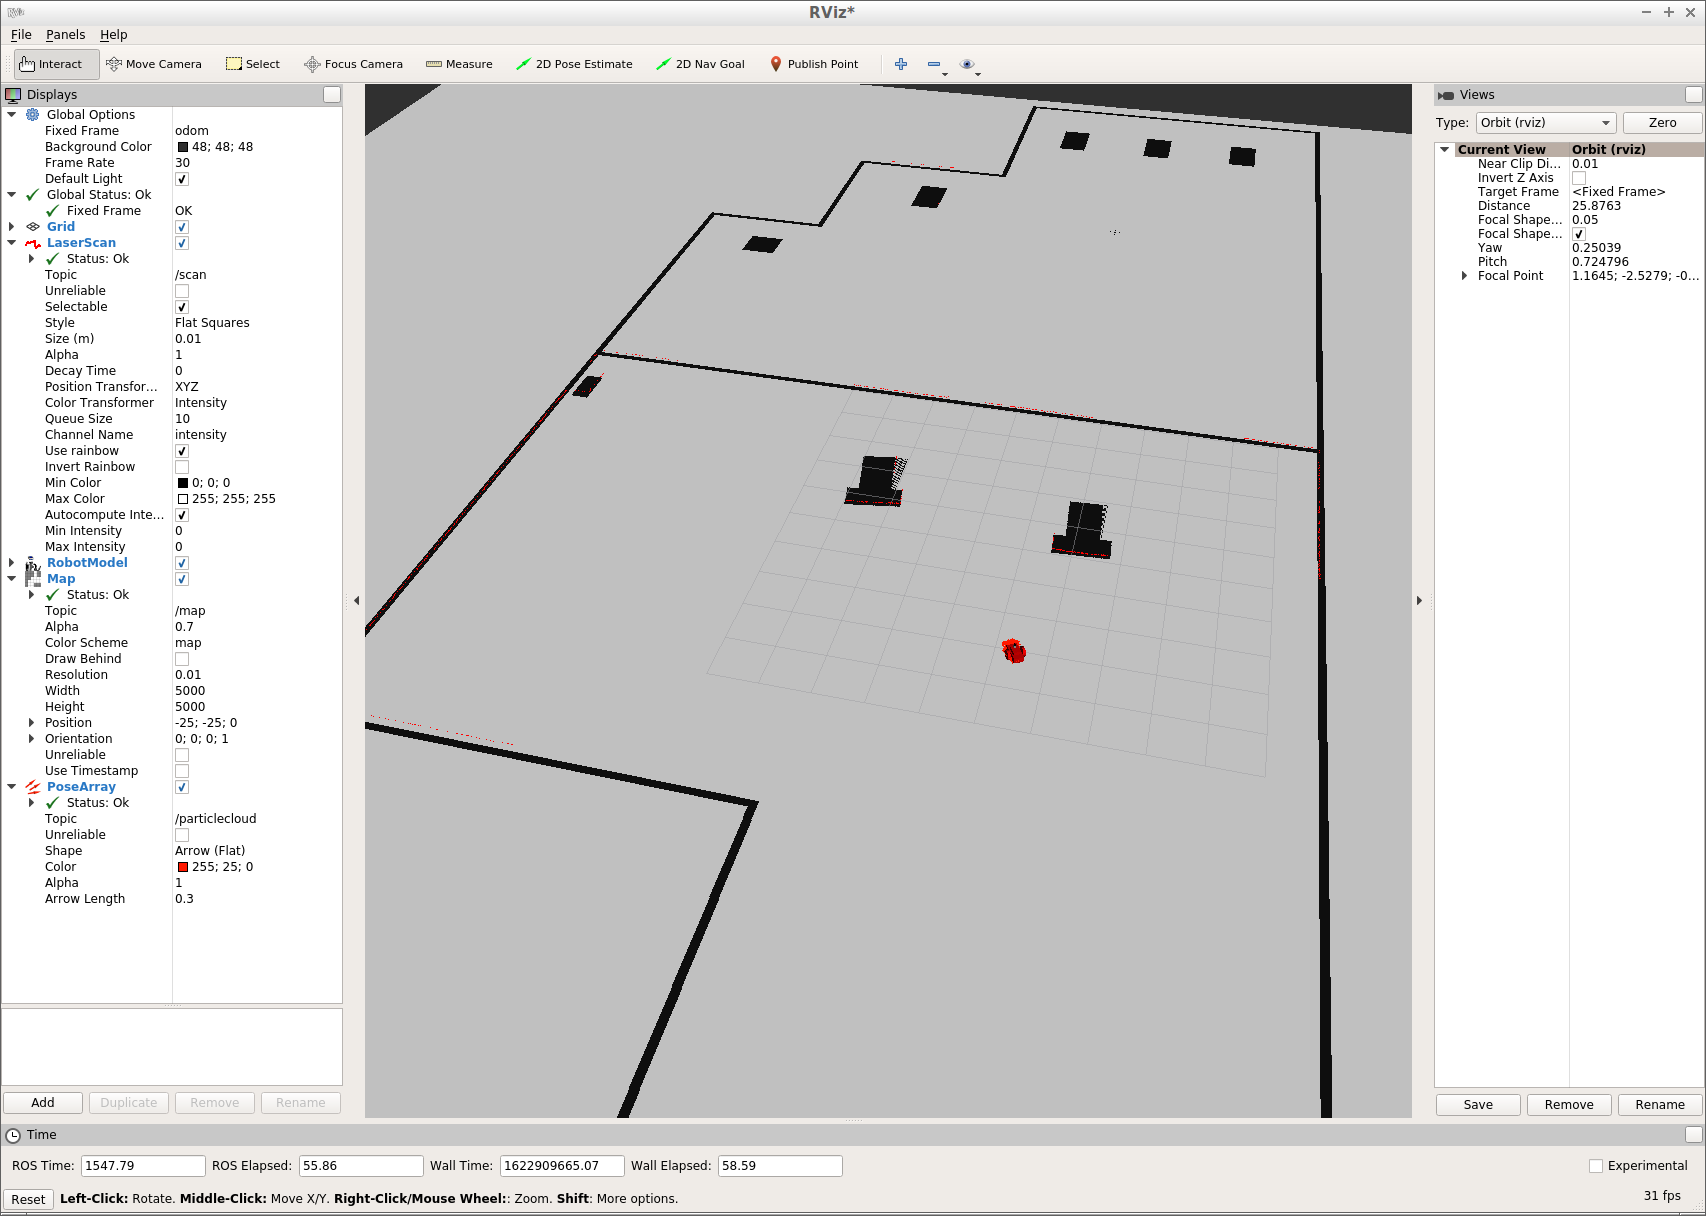 RViz*
File Panels Help
Interact Move Camera Select Focus Camera Measure 2D Pose Estimate 2D Nav Goal Publish Point
Displays
Global Options
Fixed Frame odom
Background Color 48; 48; 48
Frame Rate 30
Default Light
Global Status: Ok
Fixed Frame OK
Grid
LaserScan
Status: Ok
Topic /scan
Unreliable
Selectable
Style Flat Squares
Size (m) 0.01
Alpha 1
Decay Time 0
Position Transfor... XYZ
Color Transformer Intensity
Queue Size 10
Channel Name intensity
Use rainbow
Invert Rainbow
Min Color 0; 0; 0
Max Color 255; 255; 255
Autocompute Inte...
Min Intensity 0
Max Intensity 0
RobotModel
Map
Status: Ok
Topic /map
Alpha 0.7
Color Scheme map
Draw Behind
Resolution 0.01
Width 5000
Height 5000
Position -25; -25; 0
Orientation 0; 0; 0; 1
Unreliable
Use Timestamp
PoseArray
Status: Ok
Topic /particlecloud
Unreliable
Shape Arrow (Flat)
Color 255; 25; 0
Alpha 1
Arrow Length 0.3
Add Duplicate Remove Rename
Views
Type: Orbit (rviz) Zero
Current View Orbit (rviz)
Near Clip Di... 0.01
Invert Z Axis
Target Frame <Fixed Frame>
Distance 25.8763
Focal Shape... 0.05
Focal Shape...
Yaw 0.25039
Pitch 0.724796
Focal Point 1.1645; -2.5279; -0...
Save Remove Rename
Time
ROS Time: 1547.79 ROS Elapsed: 55.86 Wall Time: 1622909665.07 Wall Elapsed: 58.59 Experimental
Reset Left-Click: Rotate. Middle-Click: Move X/Y. Right-Click/Mouse Wheel:: Zoom. Shift: More options. 31 fps